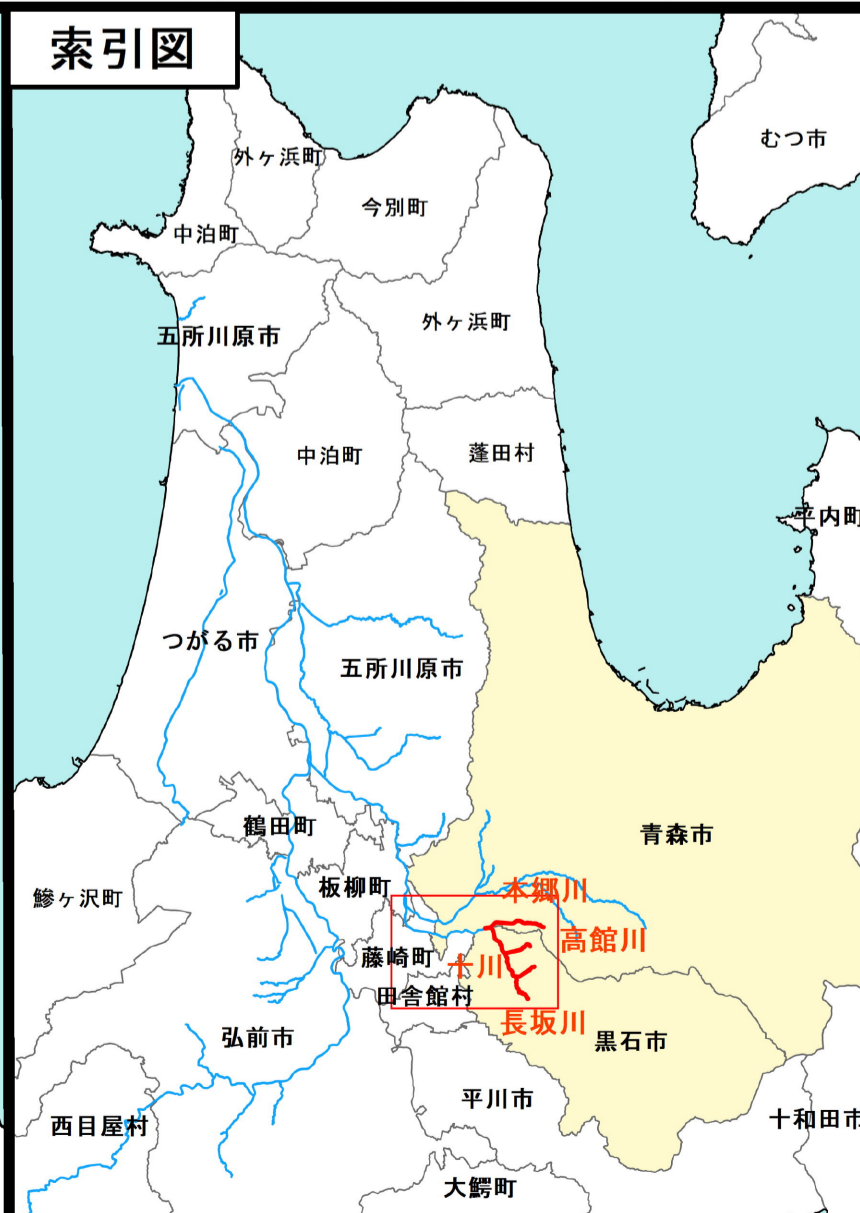 索引図
むつ市
外ヶ浜町
今別町
中泊町
外ヶ浜町
五所川原市
中泊町
蓬田村
平内町
つがる市
五所川原市
鶴田町
青森市
板柳町
本郷川
鰺ヶ沢町
高館川
藤崎町
十川
田舎館村
長坂川
弘前市
黒石市
平川市
西目屋村
十和田市
大鰐町